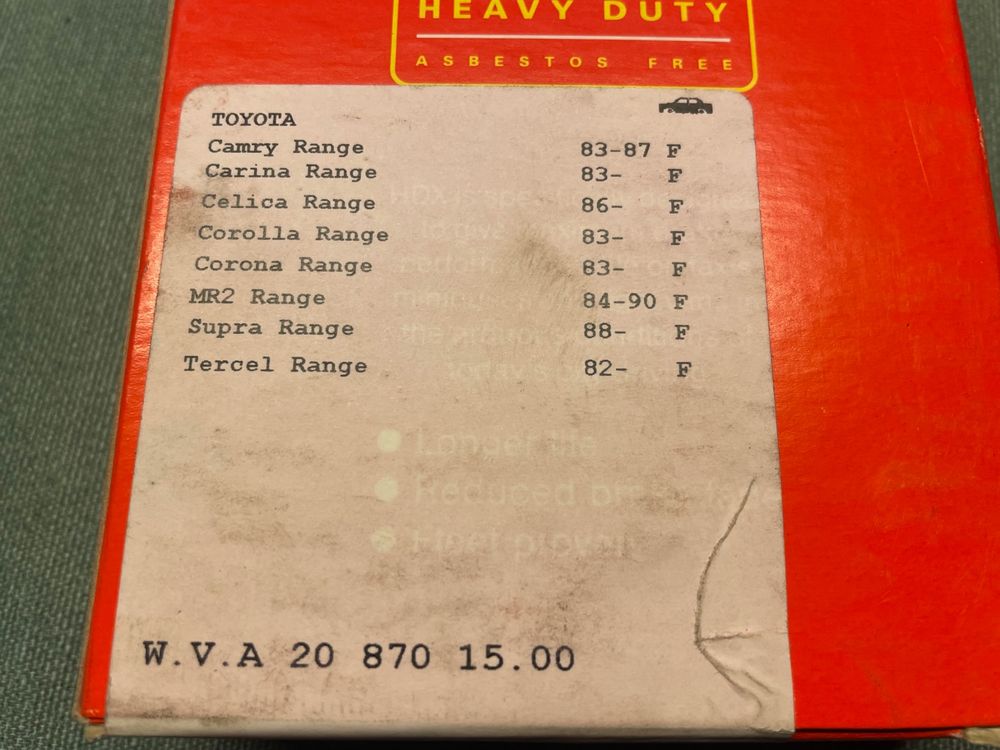 HEAVY DUTY
ASBESTOS FREE
TOYOTA
Camry Range 83-87 F
Carina Range 83- F
Celica Range 86- F
Corolla Range 83- F
Corona Range 83- F
MR2 Range 84-90 F
Supra Range 88- F
Tercel Range 82- F
Longer life
Reduced
W.V.A 20 870 15.00